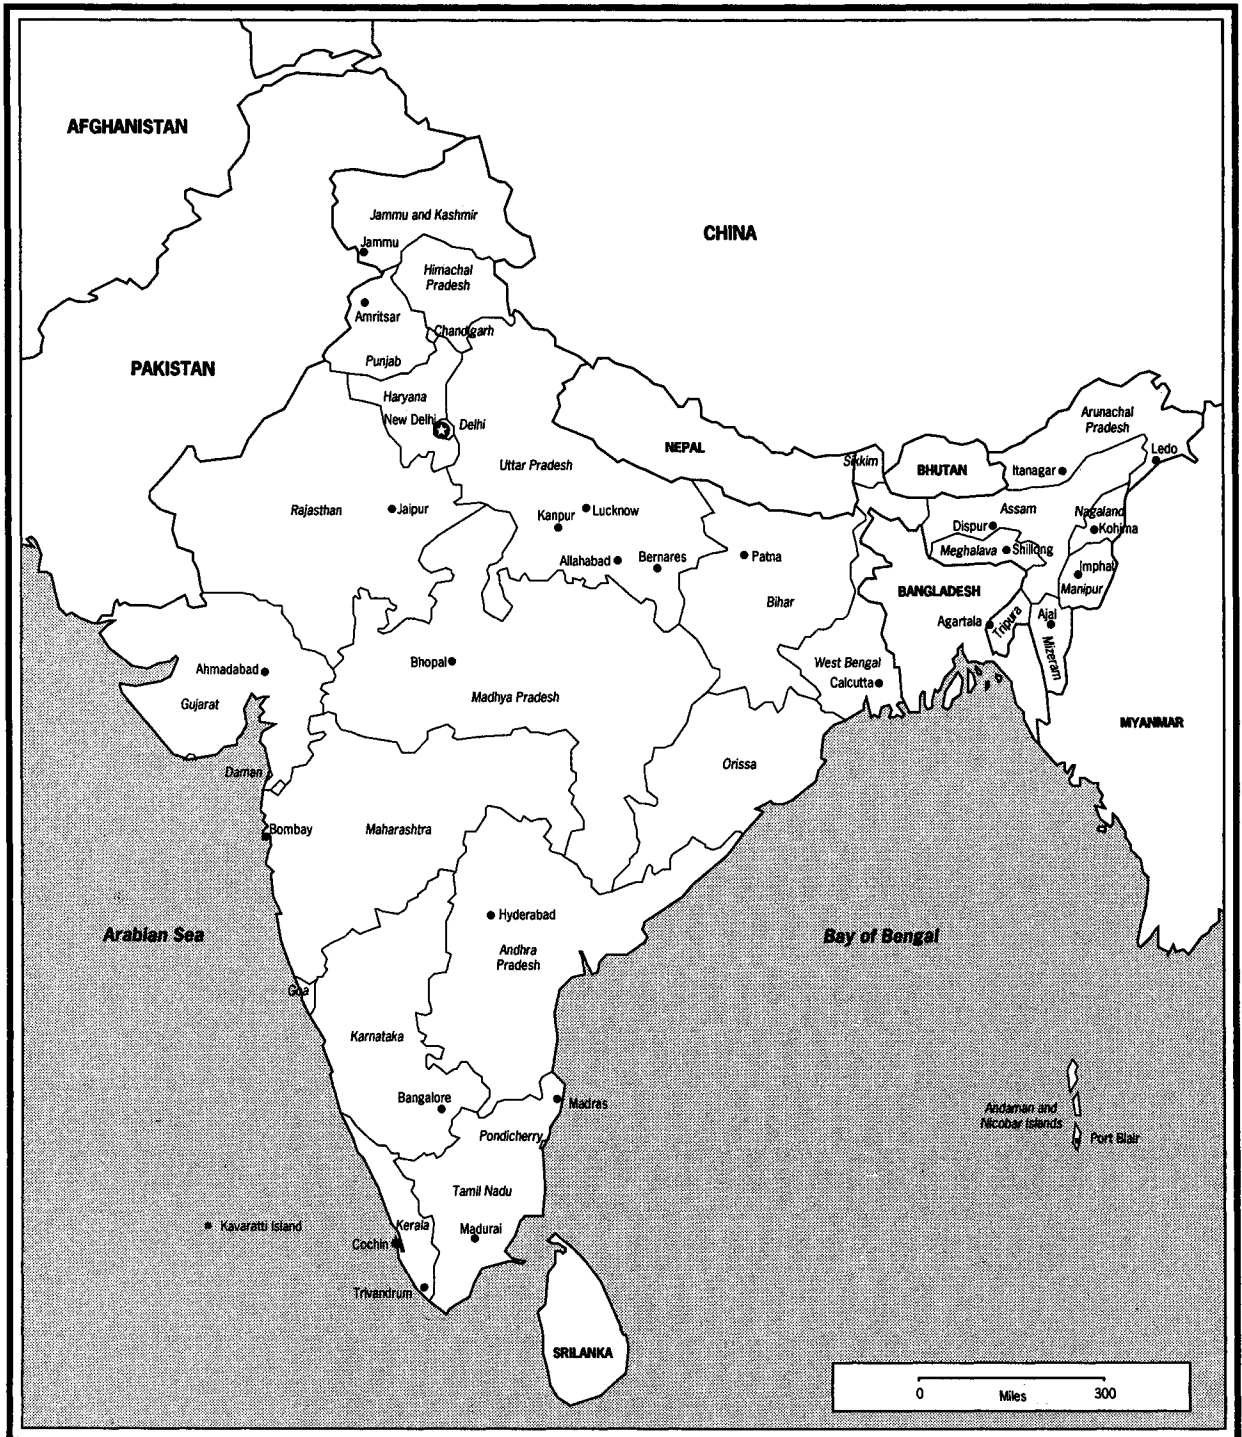 AFGHANISTAN
CHINA
Jammu and Kashmir
Jammu
Himachal
Pradesh
Amritsar
Chandigarh
Punjab
PAKISTAN
Haryana
New Delhi
Delhi
Arunachal
Pradesh
NEPAL
Sikkim
BHUTAN
Itanagar
Ledo
Uttar Pradesh
Rajasthan
Jaipur
Kanpur
Lucknow
Assam
Nagaland
Dispur
Kohima
Meghalava
Shillong
Allahabad
Bernares
Patna
Imphal
Manipur
BANGLADESH
Bihar
Agartala
Tripura
Ajal
Mizeram
Ahmadabad
Bhopal
West Bengal
Calcutta
Gujarat
Madhya Pradesh
MYANMAR
Daman
Orissa
Bombay
Maharashtra
Hyderabad
Arabian Sea
Bay of Bengal
Andhra
Pradesh
Goa
Karnataka
Bangalore
Madras
Andaman and
Nicobar Islands
Port Blair
Pondicherry
Tamil Nadu
Kavaratti Island
Kerala
Madurai
Cochin
Trivandrum
SRILANKA
0 300
Miles